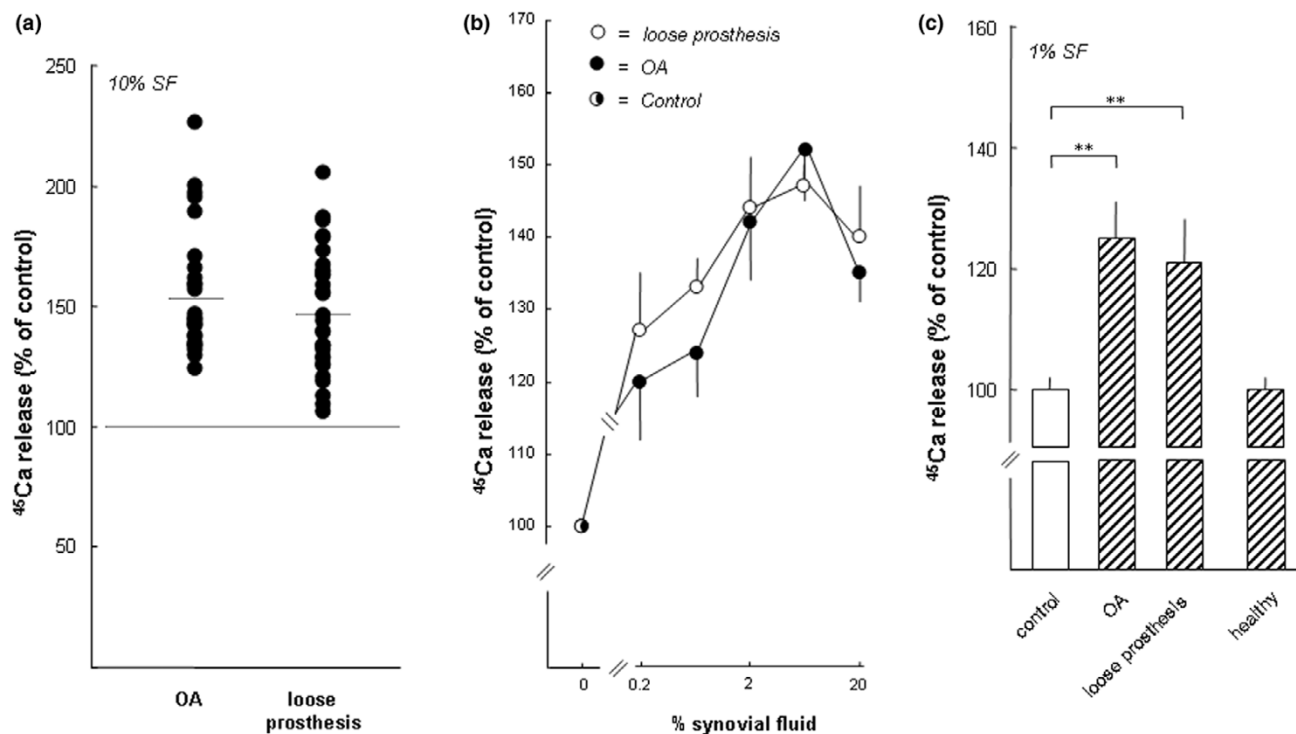 (a)
10% SF
250
200
150
100
50
⁴⁵Ca release (% of control)
OA
loose
prosthesis
(b)
= loose prosthesis
= OA
= Control
170
160
150
140
130
120
110
100
⁴⁵Ca release (% of control)
0
0.2
2
20
% synovial fluid
(c)
1% SF
160
140
120
100
⁴⁵Ca release (% of control)
**
**
control
OA
loose prosthesis
healthy